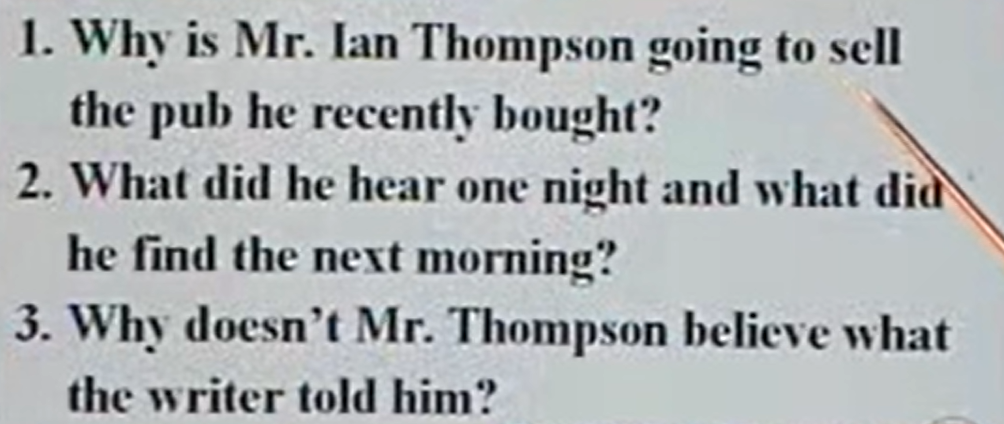 1. Why is Mr. Ian Thompson going to sell
the pub he recently bought?
2. What did he hear one night and what did
he find the next morning?
3. Why doesn't Mr. Thompson believe what
the writer told him?